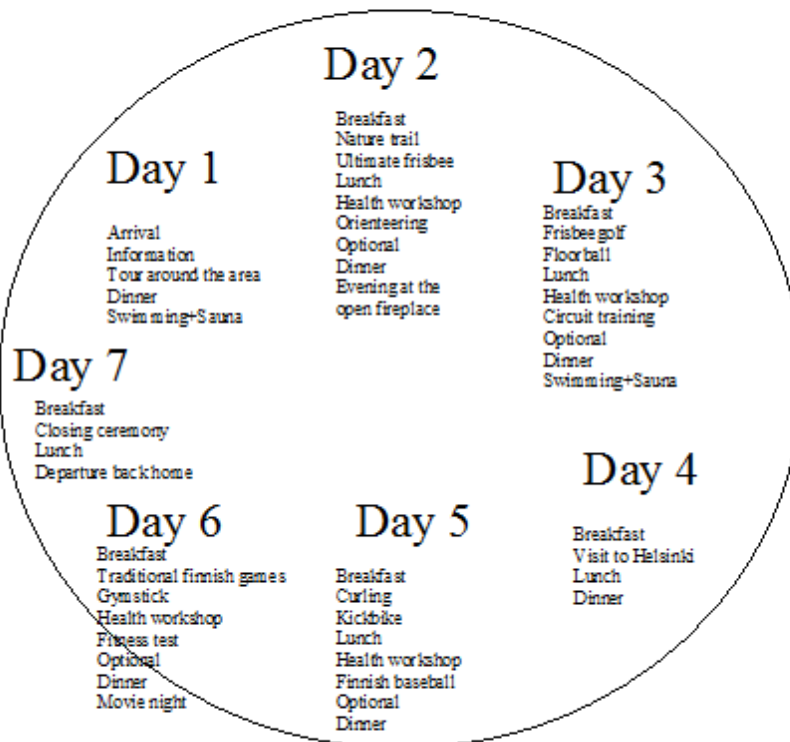 Day 1
Arrival
Information
Tour around the area
Dinner
Swimming+Sauna
Day 2
Breakfast
Nature trail
Ultimate frisbee
Lunch
Health workshop
Orienteering
Optional
Dinner
Evening at the
open fireplace
Day 3
Breakfast
Frisbeegolf
Floorball
Lunch
Health workshop
Circuit training
Optional
Dinner
Swimming+Sauna
Day 4
Breakfast
Visit to Helsinki
Lunch
Dinner
Day 5
Breakfast
Curling
Kickbike
Lunch
Health workshop
Finnish baseball
Optional
Dinner
Day 6
Breakfast
Traditional finnish games
Gymstick
Health workshop
Fitness test
Optional
Dinner
Movie night
Day 7
Breakfast
Closing ceremony
Lunch
Departure back home